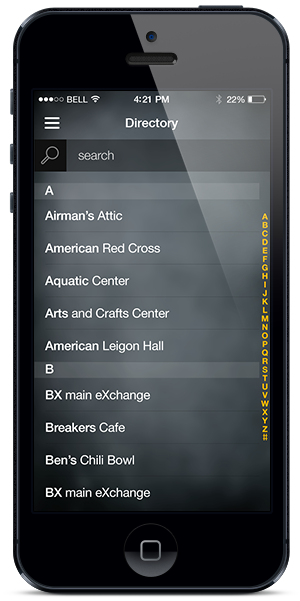 BELL 4:21 PM 22%
Directory
search
A
Airman's Attic
American Red Cross
Aquatic Center
Arts and Crafts Center
American Leigon Hall
B
BX main eXchange
Breakers Cafe
Ben's Chili Bowl
BX main eXchange
A
B
C
D
E
F
G
H
I
J
K
L
M
N
O
P
Q
R
S
T
U
V
W
X
Y
Z
#